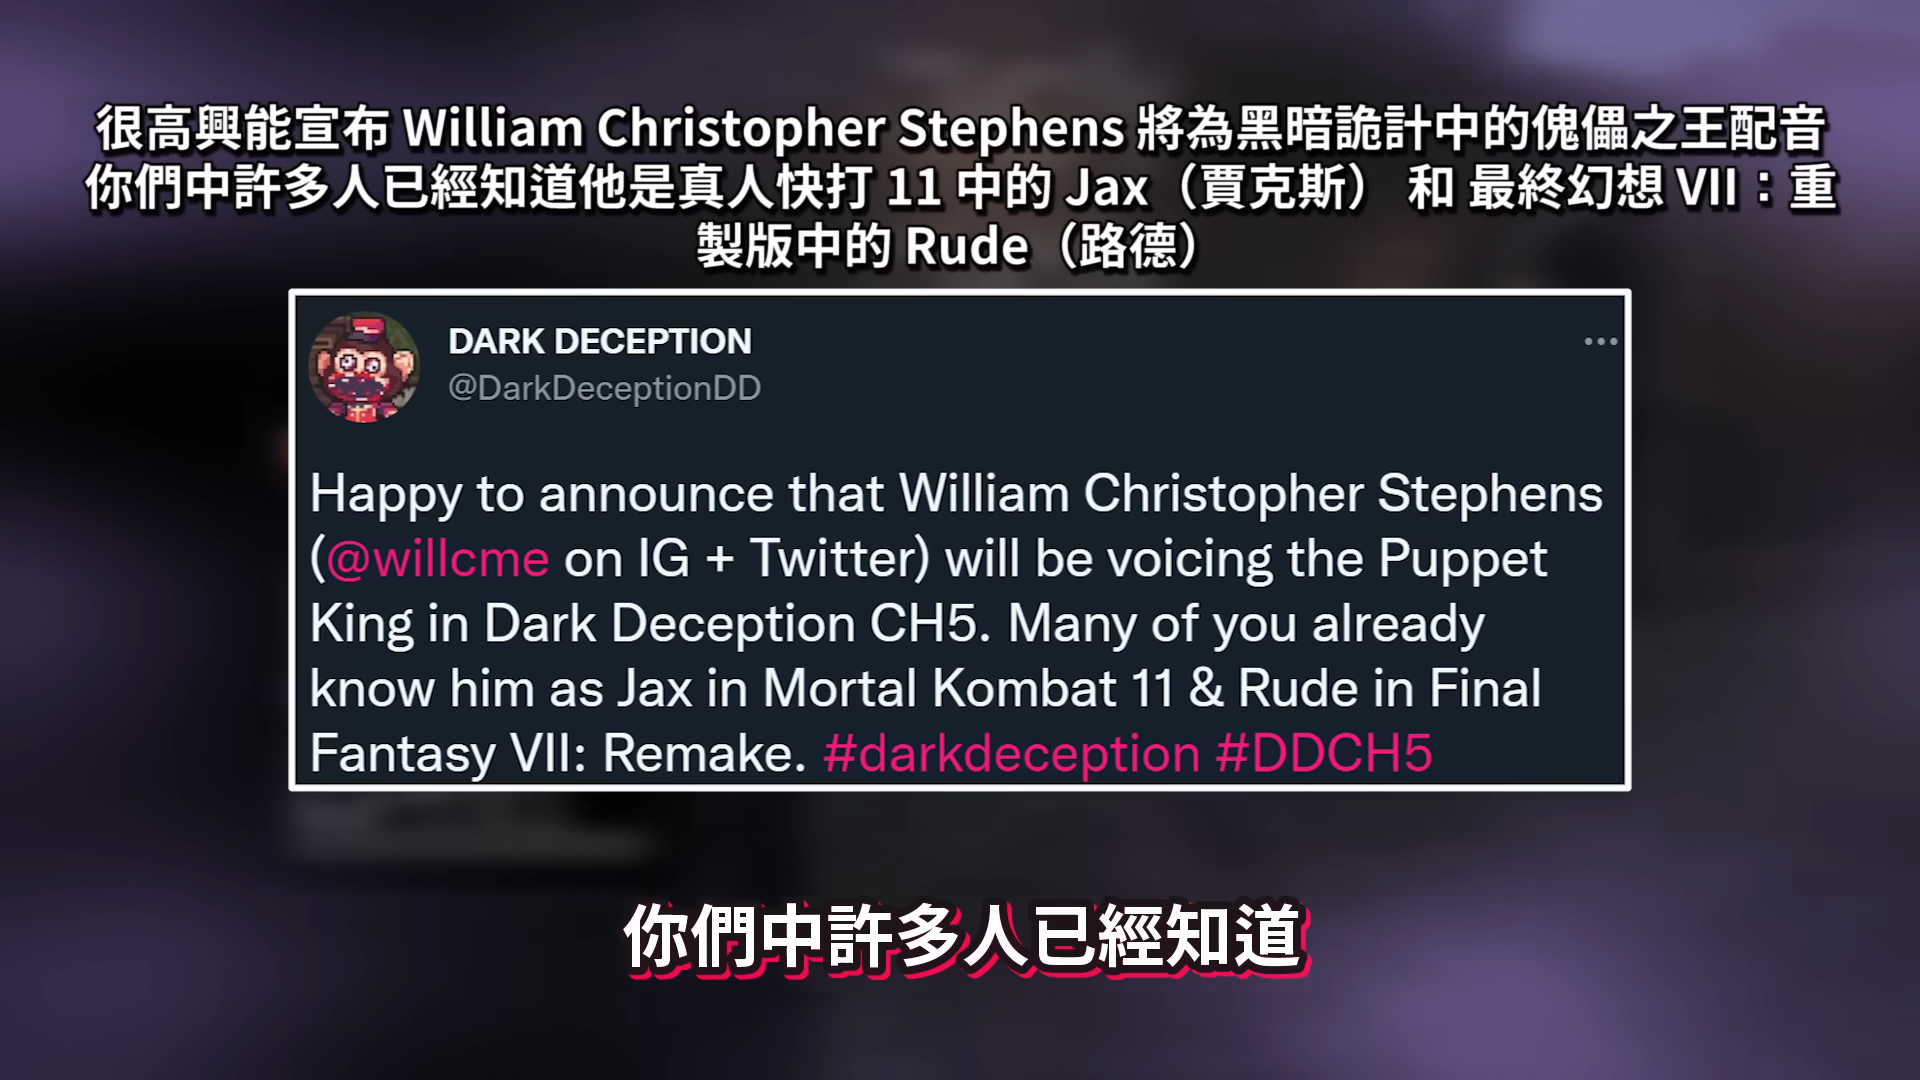 很高興能宣布 William Christopher Stephens 將為黑暗詭計中的傀儡之王配音
你們中許多人已經知道他是真人快打 11 中的 Jax（賈克斯） 和 最終幻想 VII：重
製版中的 Rude（路德）
DARK DECEPTION
@DarkDeceptionDD
Happy to announce that William Christopher Stephens
(@willcme on IG + Twitter) will be voicing the Puppet
King in Dark Deception CH5. Many of you already
know him as Jax in Mortal Kombat 11 & Rude in Final
Fantasy VII: Remake. #darkdeception #DDCH5
你們中許多人已經知道